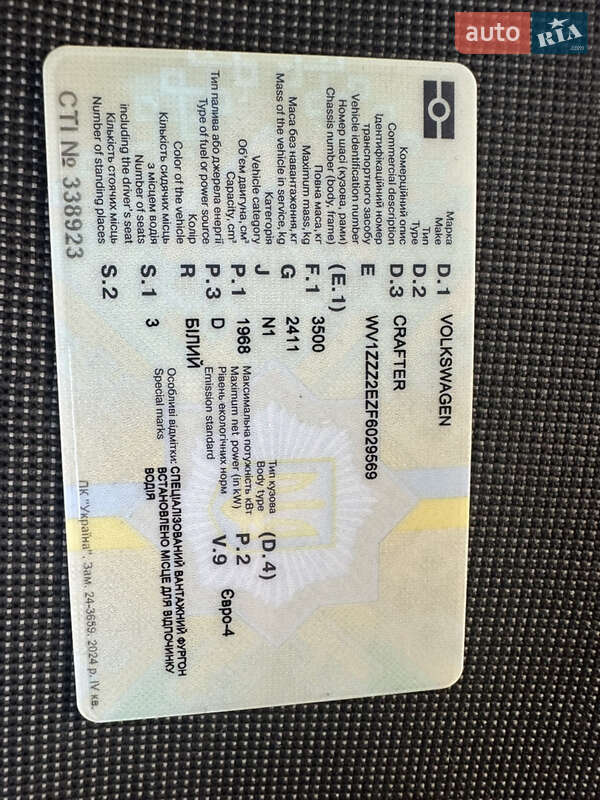 auto RIA.com
Марка
Make
D.1 VOLKSWAGEN
Тип
Type
D.2
Комерційний опис
Commercial description
D.3 CRAFTER
Ідентифікаційний номер
транспортного засобу
Vehicle identification number
E WV1ZZZ2EZF6029569
Номер шасі (кузова, рами)
Chassis number (body, frame)
(E.1)
Повна маса, кг
Maximum mass, kg
F.1 3500
Маса без навантаження, кг
Mass of the vehicle in service, kg
G 2411
Категорія
Vehicle category
J N1
Тип кузова
Body type
(D.4)
Об'єм двигуна, см³
Capacity, cm³
P.1 1968
Максимальна потужність кВт
Maximum net power (in kW)
P.2
Тип палива або джерела енергії
Type of fuel or power source
P.3 D
Рівень екологічних норм
Emission standard
V.9 Євро-4
Колір
Color of the vehicle
R БІЛИЙ
Кількість сидячих місць
з місцем водія
Number of seats
including the driver's seat
S.1 3
Особливі відмітки: СПЕЦІАЛІЗОВАНИЙ ВАНТАЖНИЙ ФУРГОН
Special marks ВСТАНОВЛЕНО МІСЦЕ ДЛЯ ВІДПОЧИНКУ
ВОДІЯ
Кількість стоячих місць
Number of standing places
S.2
СТІ № 338923
ПК "Україна". Зам. 24-3659. 2024 р. IV кв.